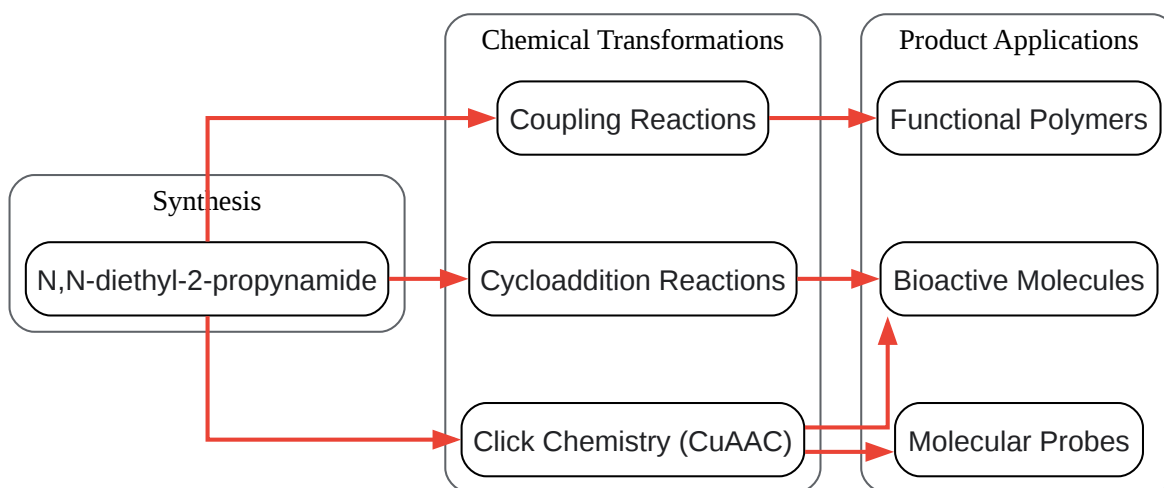 Chemical Transformations
Product Applications
Coupling Reactions
Functional Polymers
Synthesis
N,N-diethyl-2-propynamide
Cycloaddition Reactions
Bioactive Molecules
Click Chemistry (CuAAC)
Molecular Probes